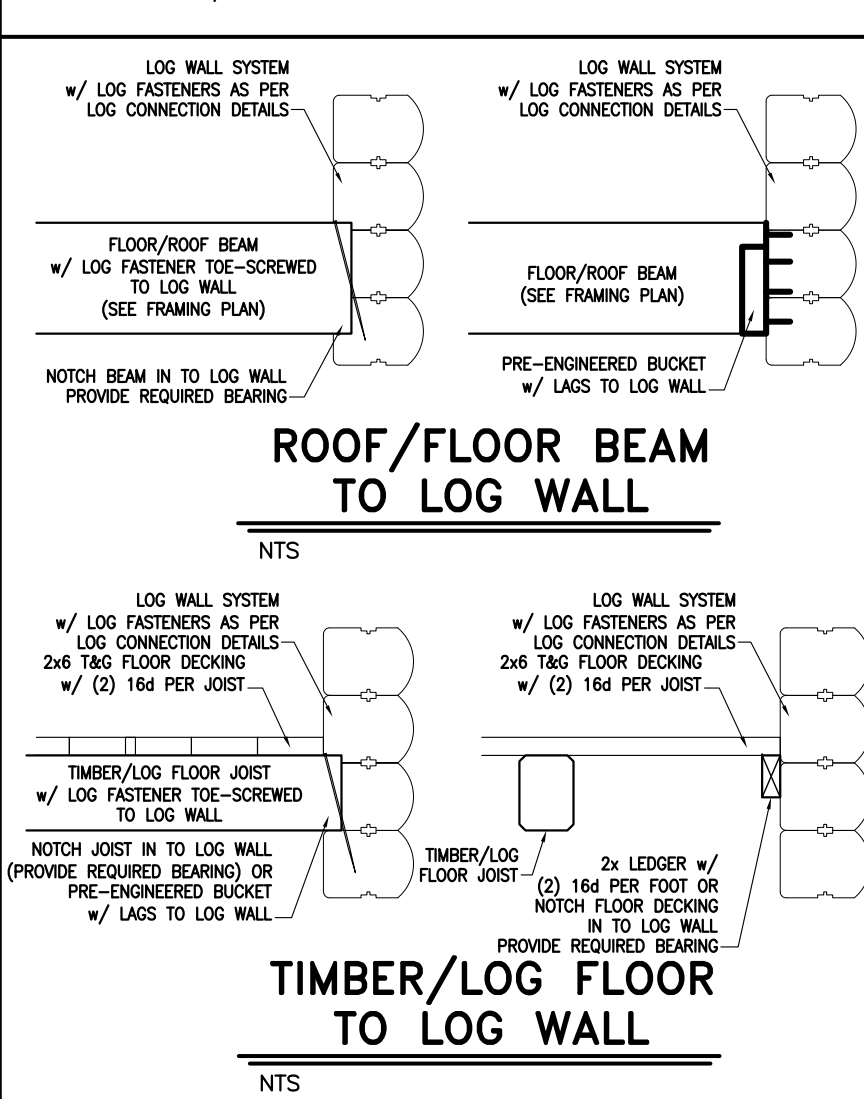 LOG WALL SYSTEM
w/ LOG FASTENERS AS PER
LOG CONNECTION DETAILS
FLOOR/ROOF BEAM
w/ LOG FASTENER TOE-SCREWED
TO LOG WALL
(SEE FRAMING PLAN)
NOTCH BEAM IN TO LOG WALL
PROVIDE REQUIRED BEARING
LOG WALL SYSTEM
w/ LOG FASTENERS AS PER
LOG CONNECTION DETAILS
FLOOR/ROOF BEAM
(SEE FRAMING PLAN)
PRE-ENGINEERED BUCKET
w/ LAGS TO LOG WALL
ROOF/FLOOR BEAM
TO LOG WALL
NTS
LOG WALL SYSTEM
w/ LOG FASTENERS AS PER
LOG CONNECTION DETAILS
2x6 T&G FLOOR DECKING
w/ (2) 16d PER JOIST
TIMBER/LOG FLOOR JOIST
w/ LOG FASTENER TOE-SCREWED
TO LOG WALL
NOTCH JOIST IN TO LOG WALL
(PROVIDE REQUIRED BEARING) OR
PRE-ENGINEERED BUCKET
w/ LAGS TO LOG WALL
LOG WALL SYSTEM
w/ LOG FASTENERS AS PER
LOG CONNECTION DETAILS
2x6 T&G FLOOR DECKING
w/ (2) 16d PER JOIST
TIMBER/LOG
FLOOR JOIST
2x LEDGER w/
(2) 16d PER FOOT OR
NOTCH FLOOR DECKING
IN TO LOG WALL
PROVIDE REQUIRED BEARING
TIMBER/LOG FLOOR
TO LOG WALL
NTS